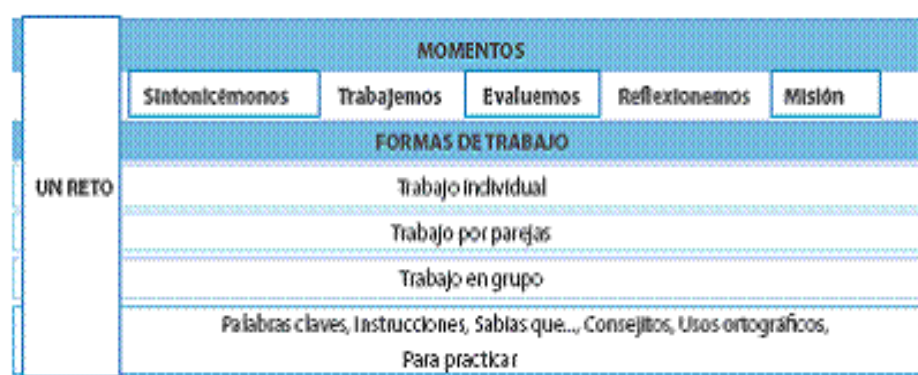 MOMENTOS
Sintonicémonos Trabajemos Evaluemos Reflexionemos Misión
FORMAS DE TRABAJO
UN RETO
Trabajo individual
Trabajo por parejas
Trabajo en grupo
Palabras claves, Instrucciones, Sabías que..., Consejitos, Usos ortográficos,
Para practicar